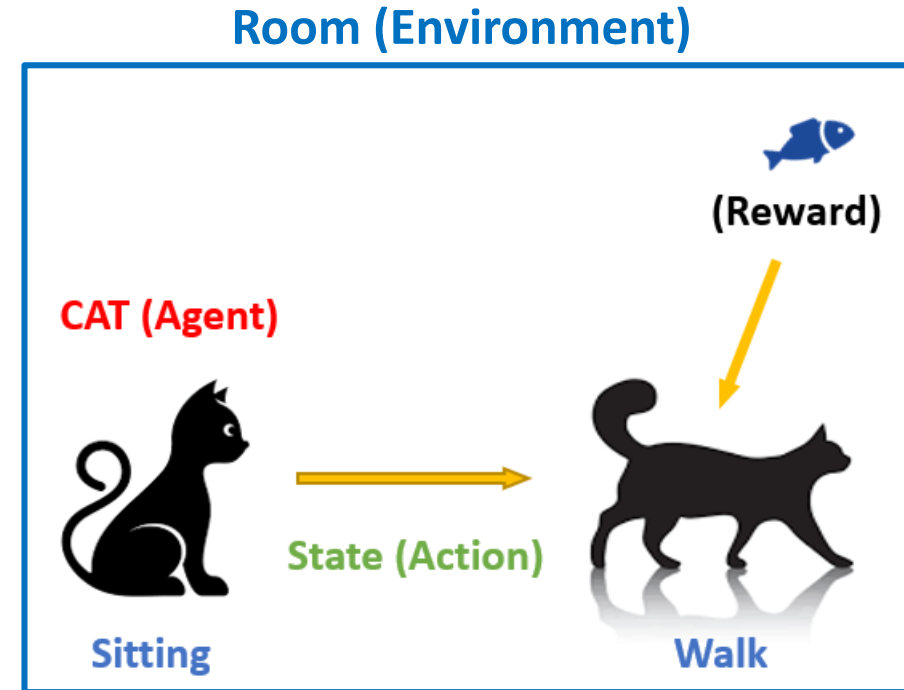 Room (Environment)
(Reward)
CAT (Agent)
State (Action)
Sitting
Walk